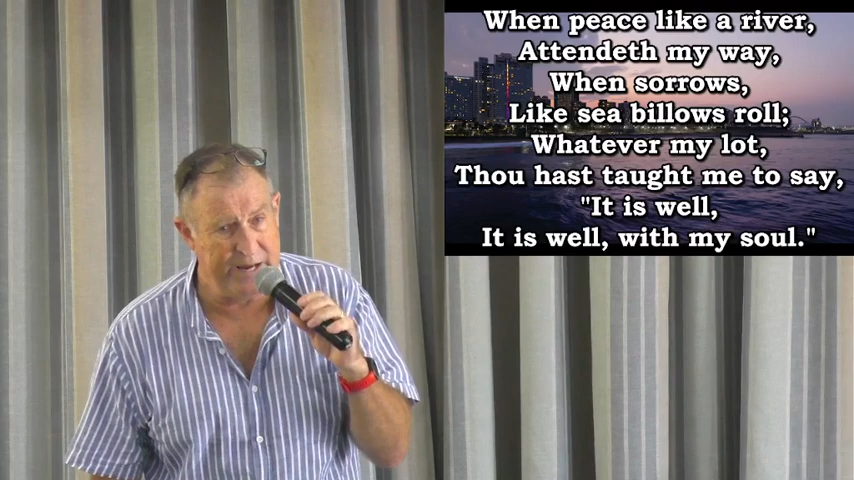 When peace like a river,
Attendeth my way,
When sorrows,
Like sea billows roll;
Whatever my lot,
Thou hast taught me to say,
"It is well,
It is well, with my soul."